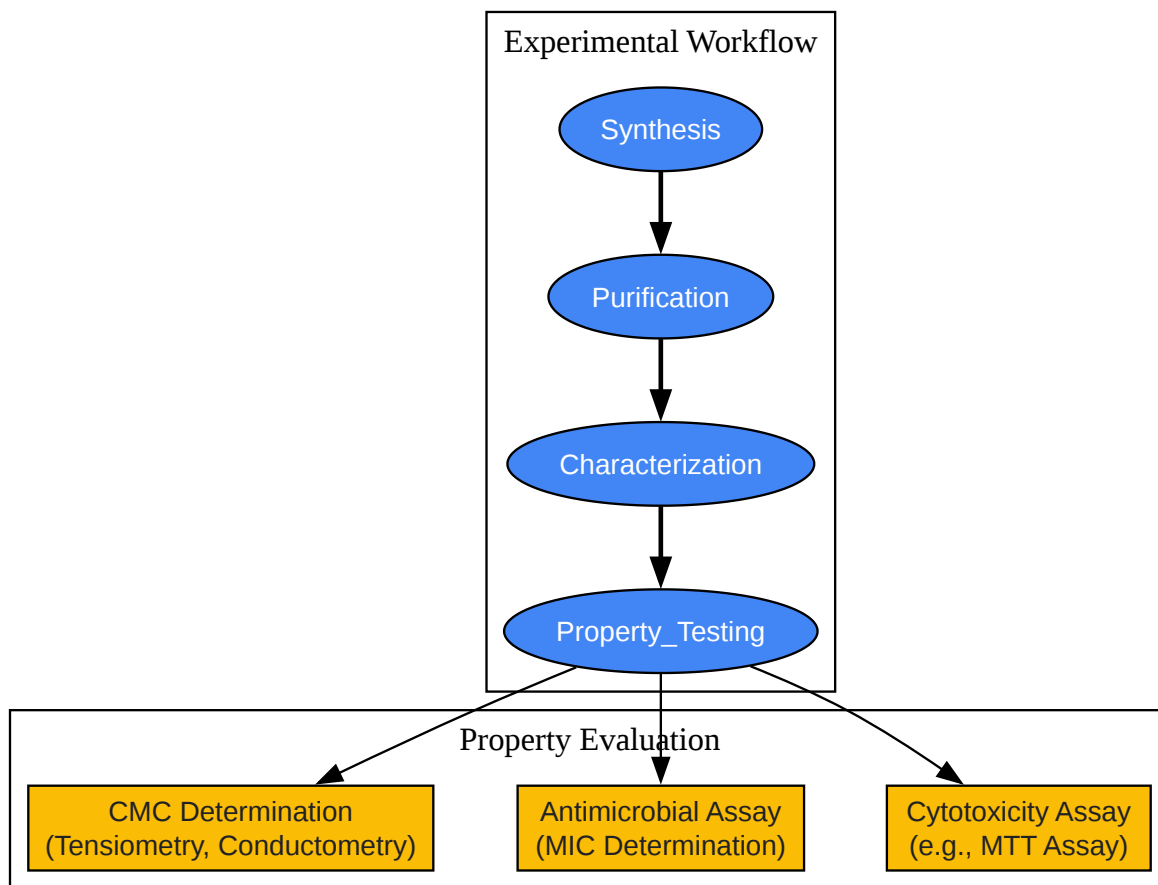 Experimental Workflow
Synthesis
Purification
Characterization
Property_Testing
Property Evaluation
CMC Determination
(Tensiometry, Conductometry)
Antimicrobial Assay
(MIC Determination)
Cytotoxicity Assay
(e.g., MTT Assay)